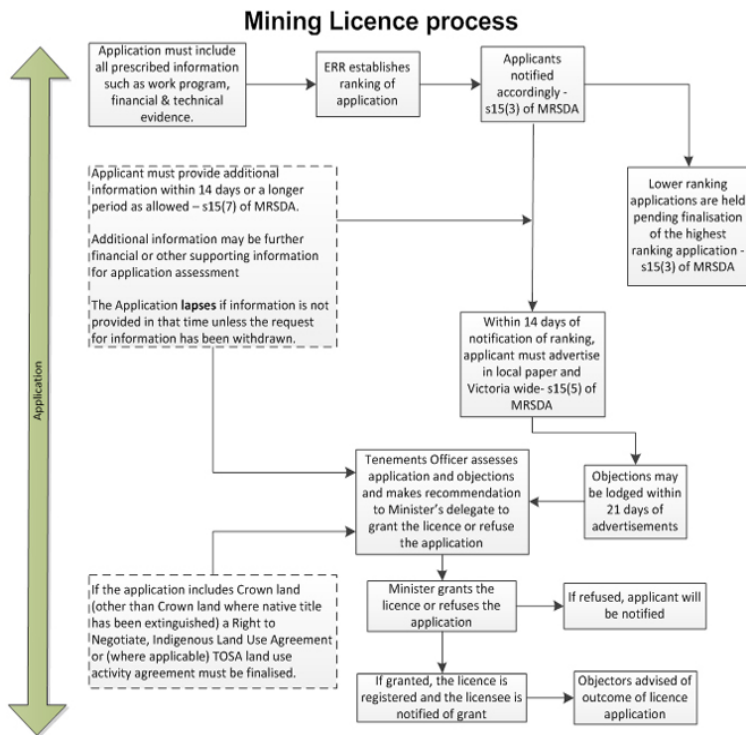 Mining Licence process
Application must include
all prescribed information
such as work program,
financial & technical
evidence.
ERR establishes
ranking of
application
Applicants
notified
accordingly -
s15(3) of MRSDA
Lower ranking
applications are held
pending finalisation
of the highest
ranking application -
s15(3) of MRSDA
Applicant must provide additional
information within 14 days or a longer
period as allowed – s15(7) of MRSDA.
Additional information may be further
financial or other supporting information
for application assessment
The Application lapses if information is not
provided in that time unless the request
for information has been withdrawn.
Within 14 days of
notification of ranking,
applicant must advertise
in local paper and
Victoria wide- s15(5) of
MRSDA
Application
Tenements Officer assesses
application and objections
and makes recommendation
to Minister's delegate to
grant the licence or refuse
the application
Objections may
be lodged within
21 days of
advertisements
If the application includes Crown land
(other than Crown land where native title
has been extinguished) a Right to
Negotiate, Indigenous Land Use Agreement
or (where applicable) TOSA land use
activity agreement must be finalised.
Minister grants the
licence or refuses the
application
If refused, applicant will
be notified
If granted, the licence is
registered and the licensee is
notified of grant
Objectors advised of
outcome of licence
application